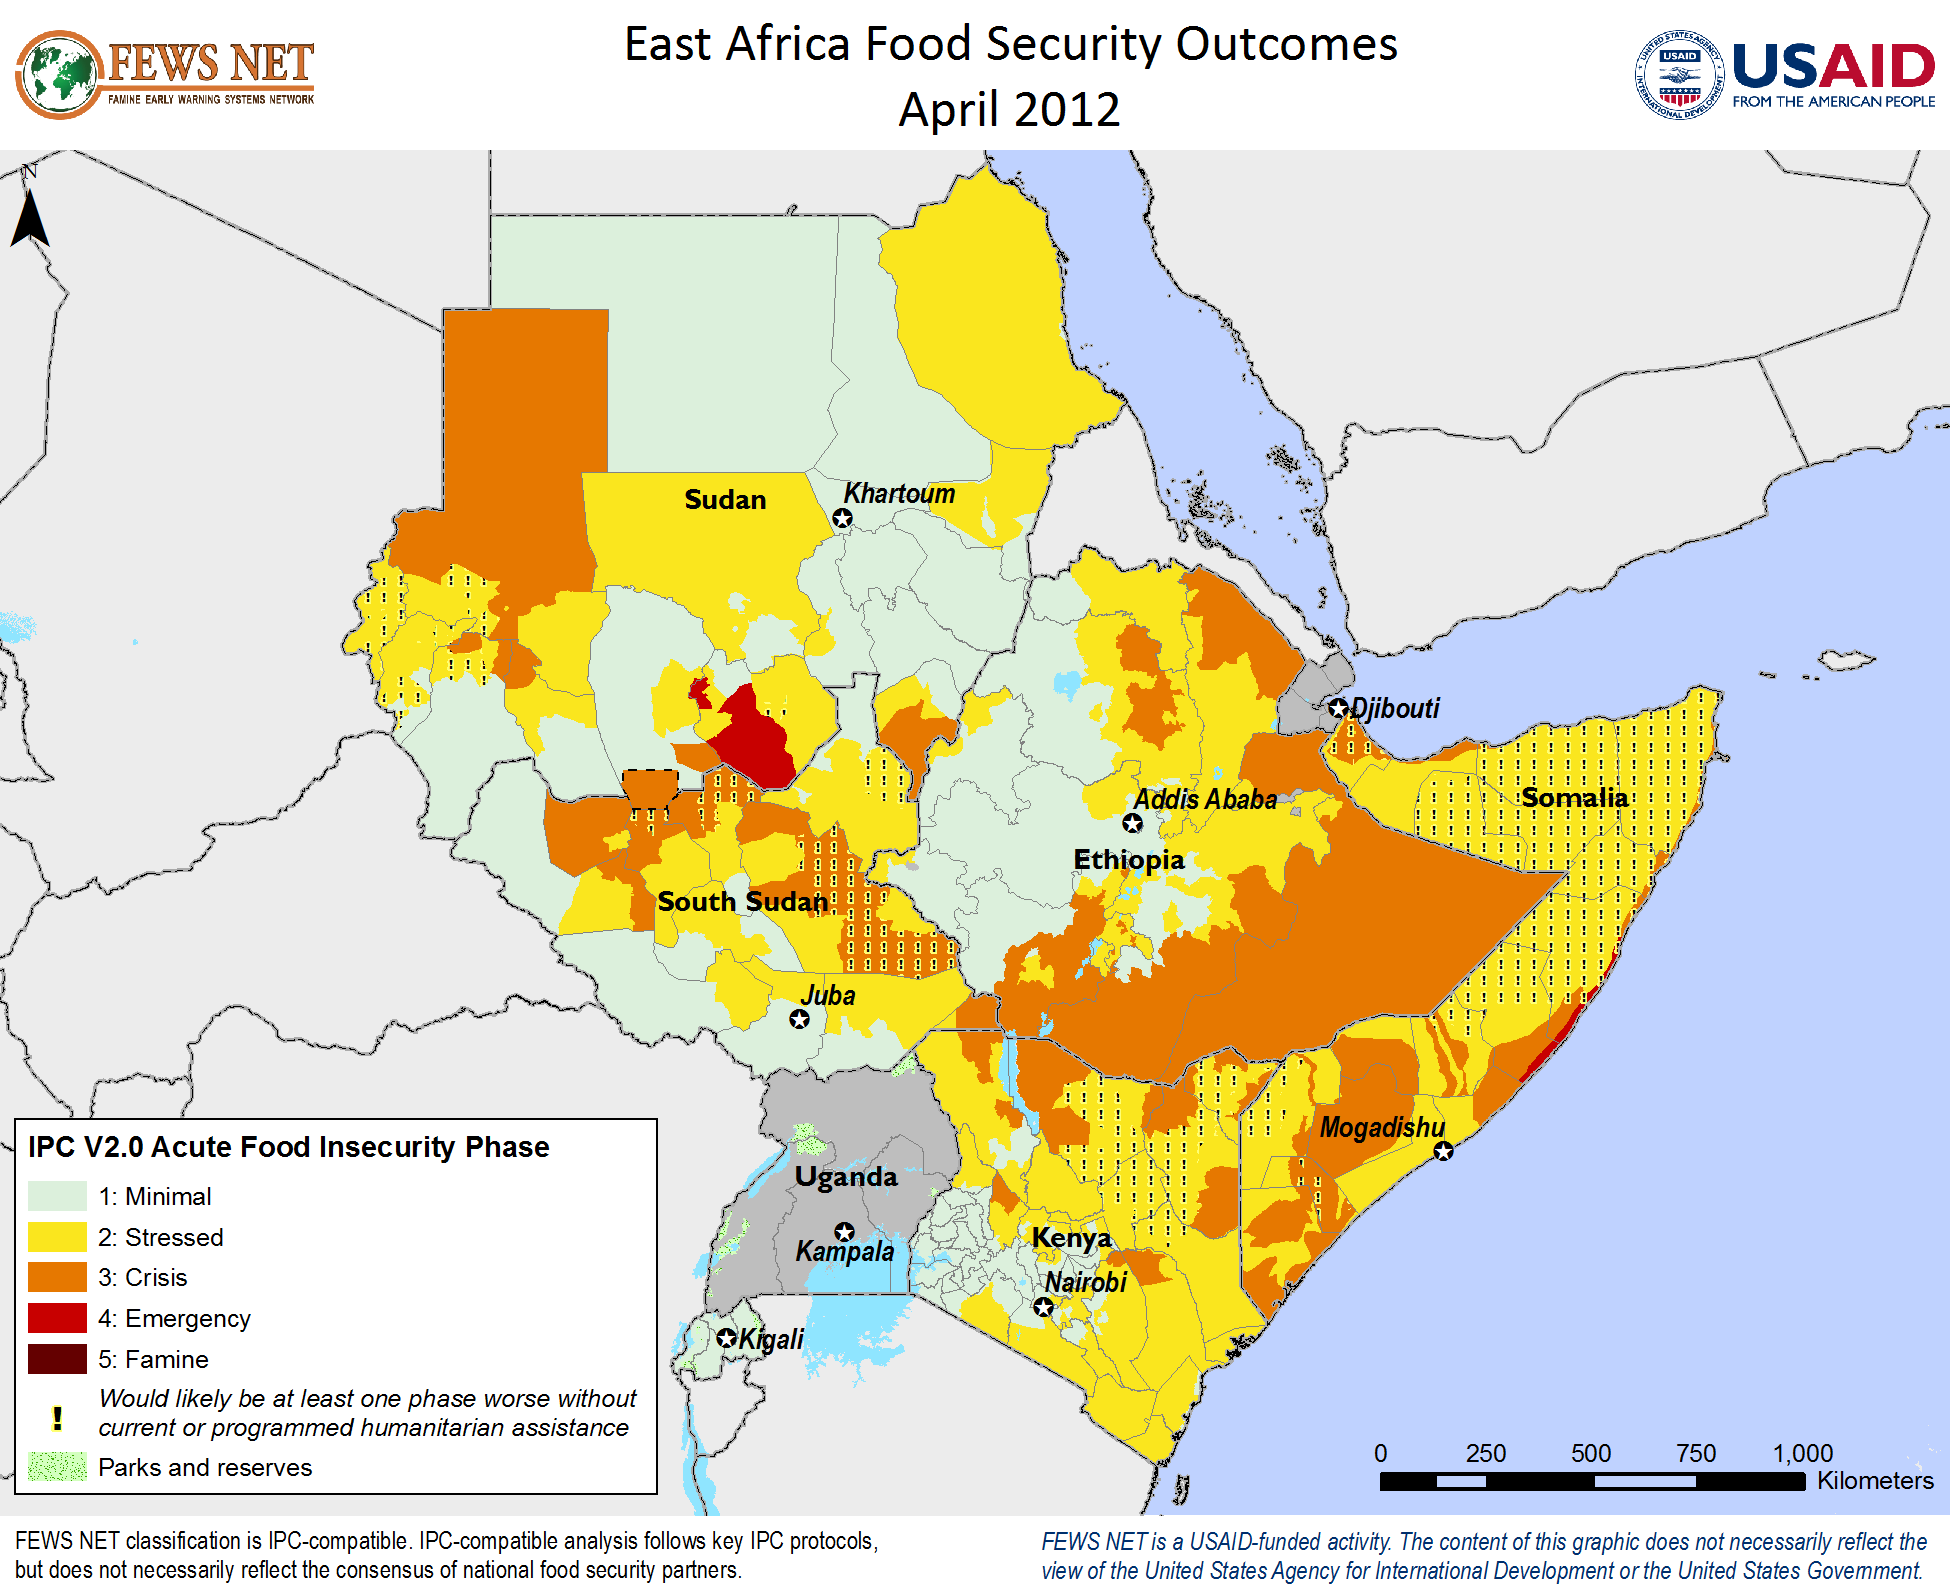 FEWS NET
FAMINE EARLY WARNING SYSTEMS NETWORK
East Africa Food Security Outcomes
April 2012
UNITED STATES AGENCY
USAID
INTERNATIONAL DEVELOPMENT
USAID
FROM THE AMERICAN PEOPLE
N
Sudan
Khartoum
Djibouti
Somalia
Addis Ababa
Ethiopia
South Sudan
Juba
Mogadishu
Uganda
Kampala
Kenya
Nairobi
Kigali
IPC V2.0 Acute Food Insecurity Phase
1: Minimal
2: Stressed
3: Crisis
4: Emergency
5: Famine
! Would likely be at least one phase worse without
current or programmed humanitarian assistance
Parks and reserves
0 250 500 750 1,000
Kilometers
FEWS NET classification is IPC-compatible. IPC-compatible analysis follows key IPC protocols,
but does not necessarily reflect the consensus of national food security partners.
FEWS NET is a USAID-funded activity. The content of this graphic does not necessarily reflect the
view of the United States Agency for International Development or the United States Government.